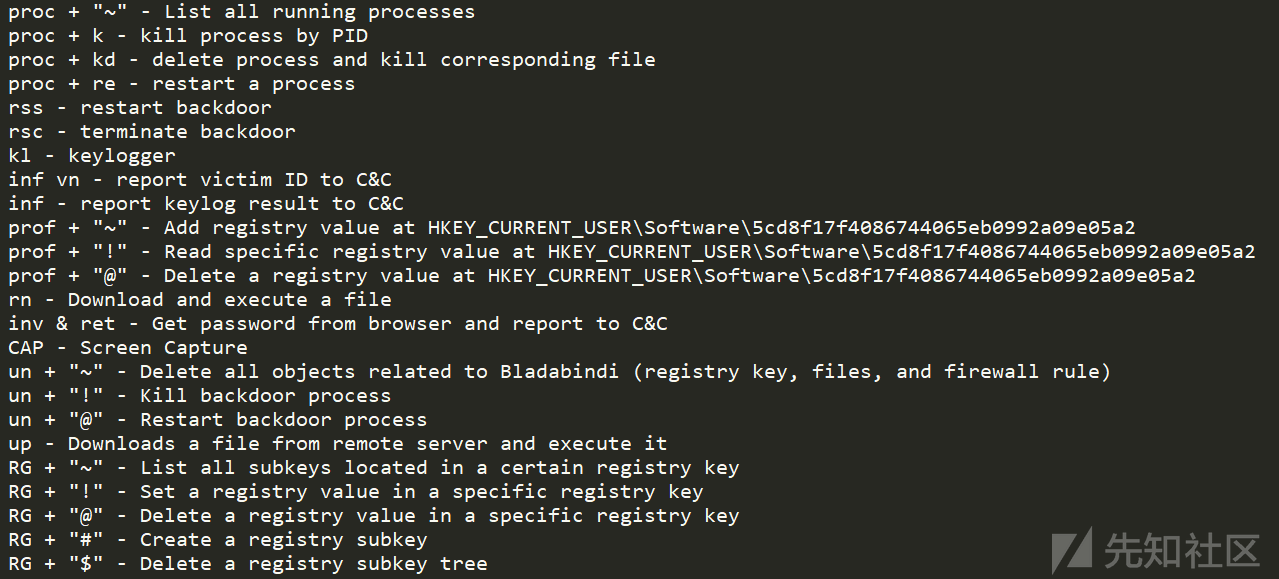 proc + "~" - List all running processes
proc + k - kill process by PID
proc + kd - delete process and kill corresponding file
proc + re - restart a process
rss - restart backdoor
rsc - terminate backdoor
kl - keylogger
inf vn - report victim ID to C&C
inf - report keylog result to C&C
prof + "~" - Add registry value at HKEY_CURRENT_USER\Software\5cd8f17f4086744065eb0992a09e05a2
prof + "!" - Read specific registry value at HKEY_CURRENT_USER\Software\5cd8f17f4086744065eb0992a09e05a2
prof + "@" - Delete a registry value at HKEY_CURRENT_USER\Software\5cd8f17f4086744065eb0992a09e05a2
rn - Download and execute a file
inv & ret - Get password from browser and report to C&C
CAP - Screen Capture
un + "~" - Delete all objects related to Bladabindi (registry key, files, and firewall rule)
un + "!" - Kill backdoor process
un + "@" - Restart backdoor process
up - Downloads a file from remote server and execute it
RG + "~" - List all subkeys located in a certain registry key
RG + "!" - Set a registry value in a specific registry key
RG + "@" - Delete a registry value in a specific registry key
RG + "#" - Create a registry subkey
RG + "$" - Delete a registry subkey tree
先知社区